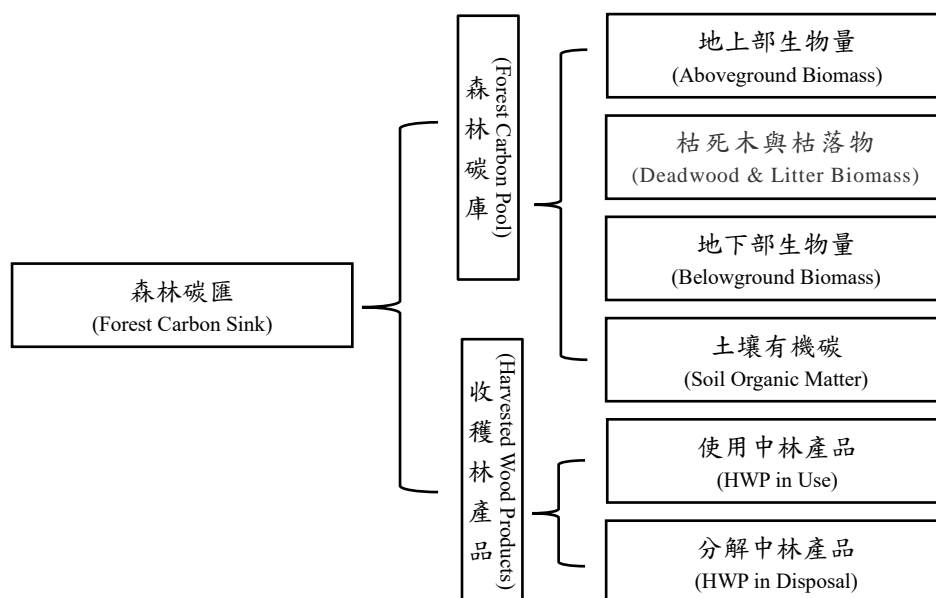 森林碳匯
(Forest Carbon Sink)
森林碳庫
(Forest Carbon Pool)
地上部生物量
(Aboveground Biomass)
枯死木與枯落物
(Deadwood & Litter Biomass)
地下部生物量
(Belowground Biomass)
土壤有機碳
(Soil Organic Matter)
收穫林產品
(Harvested Wood Products)
使用中林產品
(HWP in Use)
分解中林產品
(HWP in Disposal)